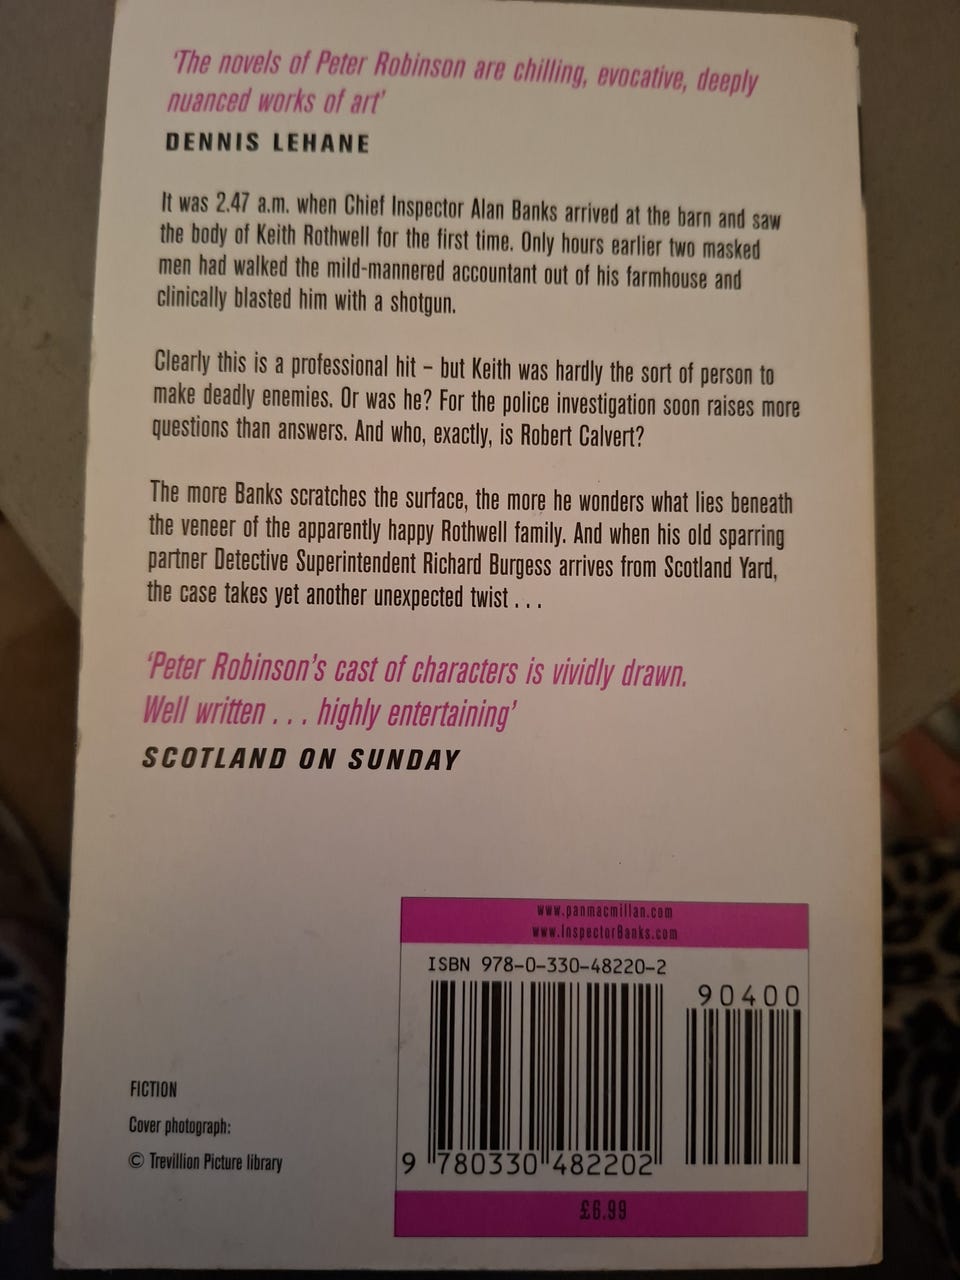 ‘The novels of Peter Robinson are chilling, evocative, deeply
nuanced works of art’
DENNIS LEHANE
It was 2.47 a.m. when Chief Inspector Alan Banks arrived at the barn and saw
the body of Keith Rothwell for the first time. Only hours earlier two masked
men had walked the mild-mannered accountant out of his farmhouse and
clinically blasted him with a shotgun.
Clearly this is a professional hit – but Keith was hardly the sort of person to
make deadly enemies. Or was he? For the police investigation soon raises more
questions than answers. And who, exactly, is Robert Calvert?
The more Banks scratches the surface, the more he wonders what lies beneath
the veneer of the apparently happy Rothwell family. And when his old sparring
partner Detective Superintendent Richard Burgess arrives from Scotland Yard,
the case takes yet another unexpected twist . . .
‘Peter Robinson’s cast of characters is vividly drawn.
Well written . . . highly entertaining’
SCOTLAND ON SUNDAY
www.panmacmillan.com
www.InspectorBanks.com
ISBN 978-0-330-48220-2
90400
9 780330 482202
£6.99
FICTION
Cover photograph:
© Trevillion Picture library